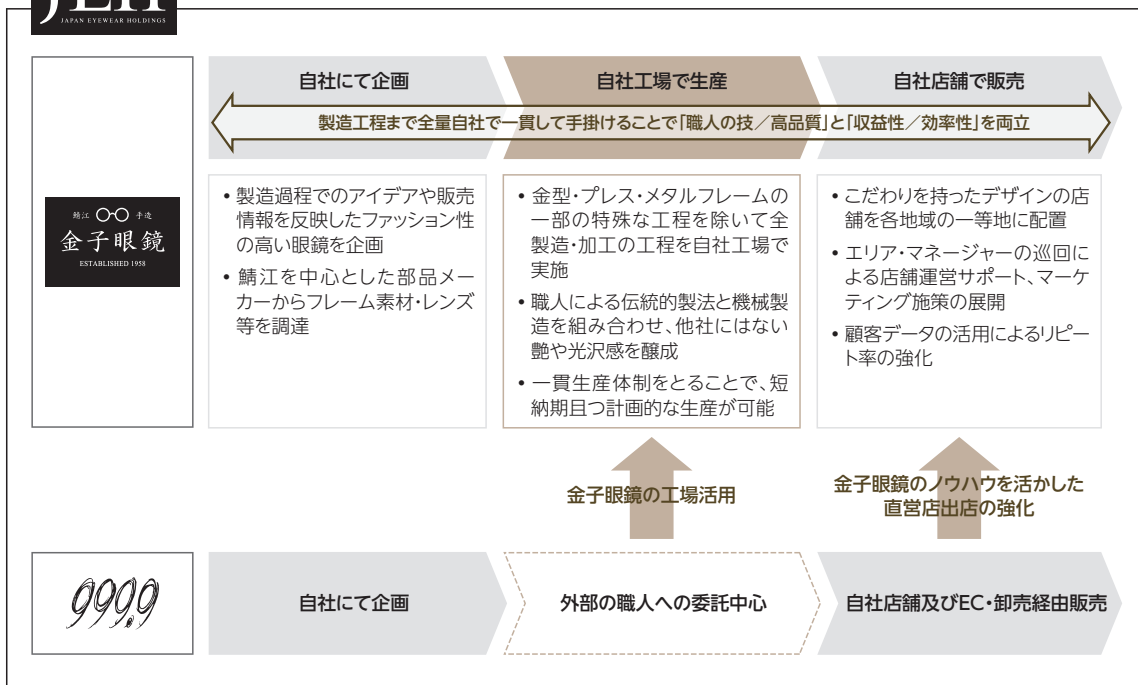 JEH
JAPAN EYEWEAR HOLDINGS
自社にて企画
自社工場で生産
自社店舗で販売
製造工程まで全量自社で一貫して手掛けることで「職人の技／高品質」と「収益性／効率性」を両立
鯖江 手造
金子眼鏡
ESTABLISHED 1958
• 製造過程でのアイデアや販売
情報を反映したファッション性
の高い眼鏡を企画
• 鯖江を中心とした部品メー
カーからフレーム素材・レンズ
等を調達
• 金型・プレス・メタルフレームの
一部の特殊な工程を除いて全
製造・加工の工程を自社工場で
実施
• 職人による伝統的製法と機械製
造を組み合わせ、他社にはない
艶や光沢感を醸成
• 一貫生産体制をとることで、短
納期且つ計画的な生産が可能
• こだわりを持ったデザインの店
舗を各地域の一等地に配置
• エリア・マネージャーの巡回に
よる店舗運営サポート、マーケ
ティング施策の展開
• 顧客データの活用によるリピー
ト率の強化
金子眼鏡の工場活用
金子眼鏡のノウハウを活かした
直営店出店の強化
999.9
自社にて企画
外部の職人への委託中心
自社店舗及びEC・卸売経由販売